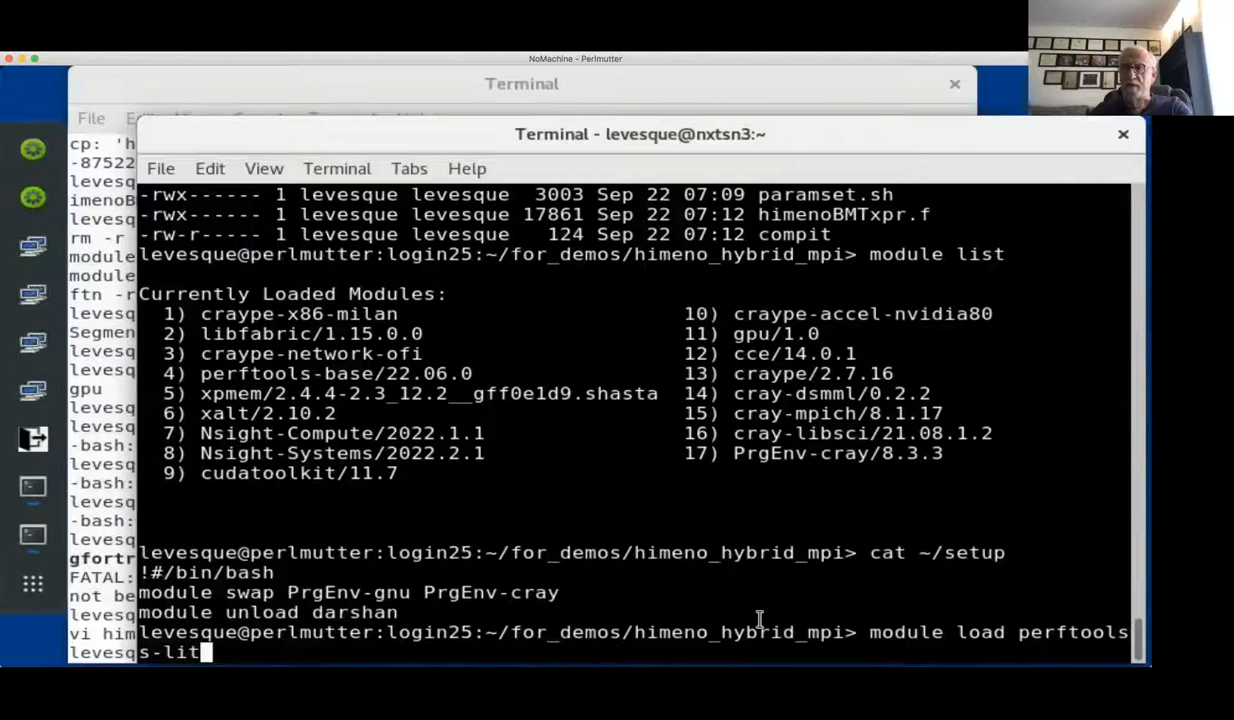 NoMachine - Perlmutter
Terminal
File
Terminal - levesque@nxtsn3:~
File Edit View Terminal Tabs Help
cp: 'h
-87522
levesq
imenoB
levesq
rm -r
module
module
ftn -r
levesq
Segmen
levesq
levesq
gpu
levesq
levesq
-bash:
levesq
-bash:
levesq
-bash:
levesq
gfortr
FATAL:
not be
levesq
vi him
levesq
-rwx------ 1 levesque levesque  3003 Sep 22 07:09 paramset.sh
-rwx------ 1 levesque levesque 17861 Sep 22 07:12 himenoBMTxpr.f
-rw-r----- 1 levesque levesque   124 Sep 22 07:12 compit
levesque@perlmutter:login25:~/for_demos/himeno_hybrid_mpi> module list
Currently Loaded Modules:
1) craype-x86-milan 10) craype-accel-nvidia80
2) libfabric/1.15.0.0 11) gpu/1.0
3) craype-network-ofi 12) cce/14.0.1
4) perftools-base/22.06.0 13) craype/2.7.16
5) xpmem/2.4.4-2.3_12.2__gff0e1d9.shasta 14) cray-dsmml/0.2.2
6) xalt/2.10.2 15) cray-mpich/8.1.17
7) Nsight-Compute/2022.1.1 16) cray-libsci/21.08.1.2
8) Nsight-Systems/2022.2.1 17) PrgEnv-cray/8.3.3
9) cudatoolkit/11.7
levesque@perlmutter:login25:~/for_demos/himeno_hybrid_mpi> cat ~/setup
!#/bin/bash
module swap PrgEnv-gnu PrgEnv-cray
module unload darshan
levesque@perlmutter:login25:~/for_demos/himeno_hybrid_mpi> module load perftools
s-lit